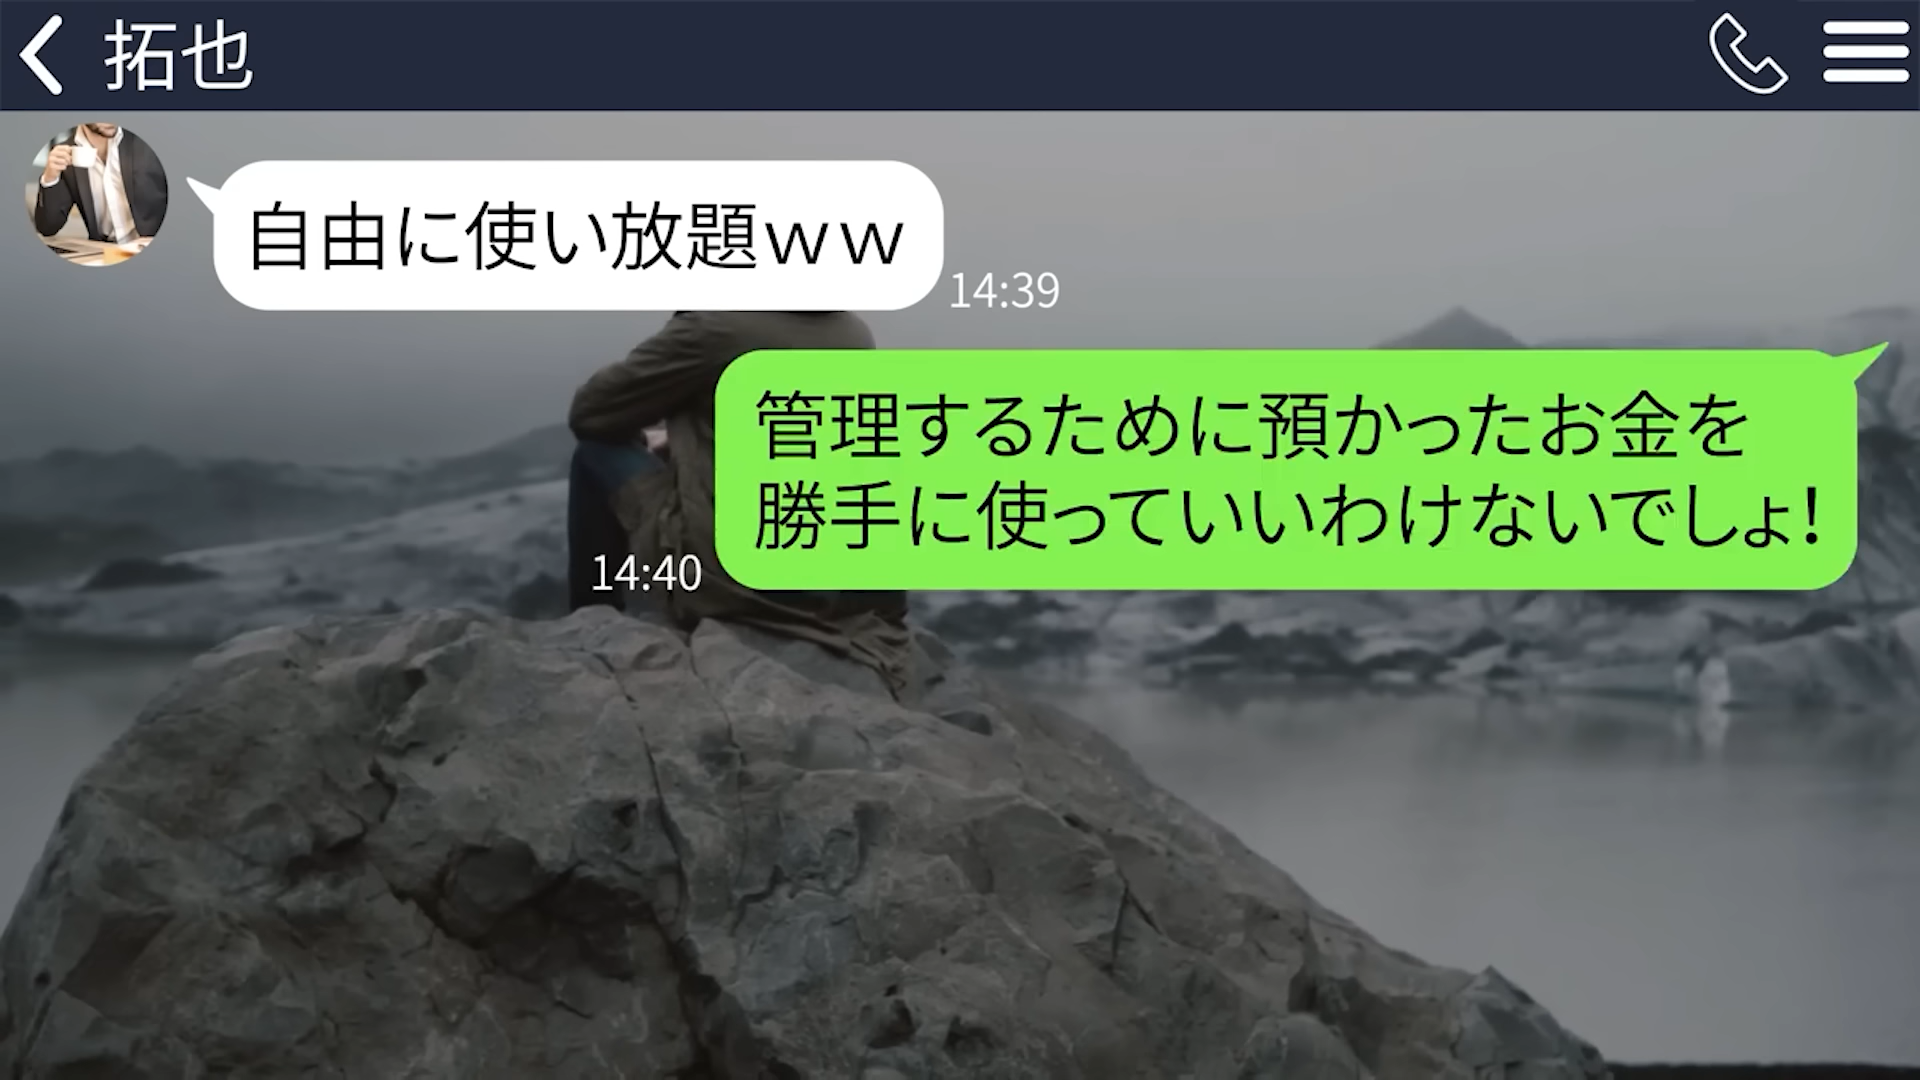 拓也
自由に使い放題ｗｗ
14:39
管理するために預かったお金を
勝手に使っていいわけないでしょ!
14:40